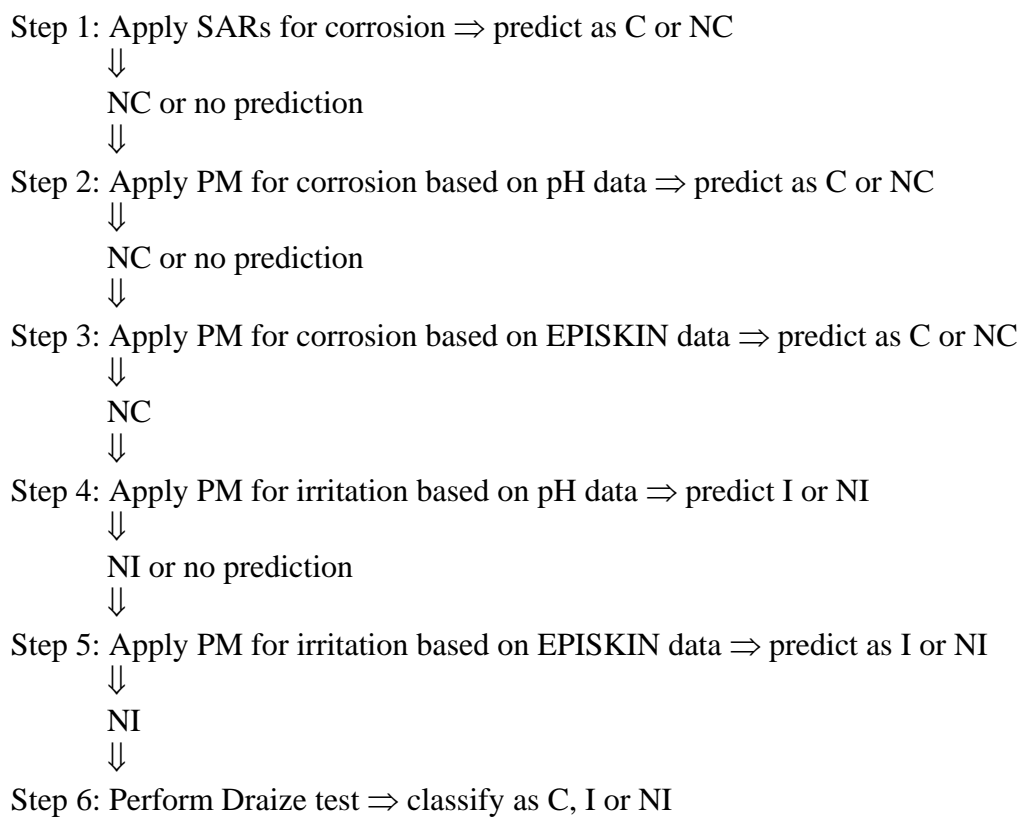 Step 1: Apply SARs for corrosion ⇒ predict as C or NC
⇓
NC or no prediction
⇓
Step 2: Apply PM for corrosion based on pH data ⇒ predict as C or NC
⇓
NC or no prediction
⇓
Step 3: Apply PM for corrosion based on EPISKIN data ⇒ predict as C or NC
⇓
NC
⇓
Step 4: Apply PM for irritation based on pH data ⇒ predict I or NI
⇓
NI or no prediction
⇓
Step 5: Apply PM for irritation based on EPISKIN data ⇒ predict as I or NI
⇓
NI
⇓
Step 6: Perform Draize test ⇒ classify as C, I or NI